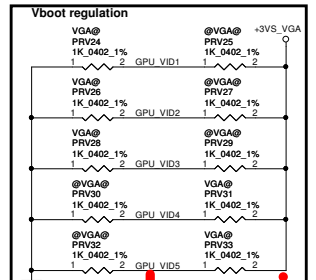 Vboot regulation
VGA@ @VGA@ +3VS_VGA
PRV24 PRV25
1K_0402_1% 1K_0402_1%
1 2 GPU_VID1 1 2
VGA@ @VGA@
PRV26 PRV27
1K_0402_1% 1K_0402_1%
1 2 GPU_VID2 1 2
VGA@ @VGA@
PRV28 PRV29
1K_0402_1% 1K_0402_1%
1 2 GPU_VID3 1 2
@VGA@ VGA@
PRV30 PRV31
1K_0402_1% 1K_0402_1%
1 2 GPU_VID4 1 2
@VGA@ VGA@
PRV32 PRV33
1K_0402_1% 1K_0402_1%
1 2 GPU_VID5 1 2